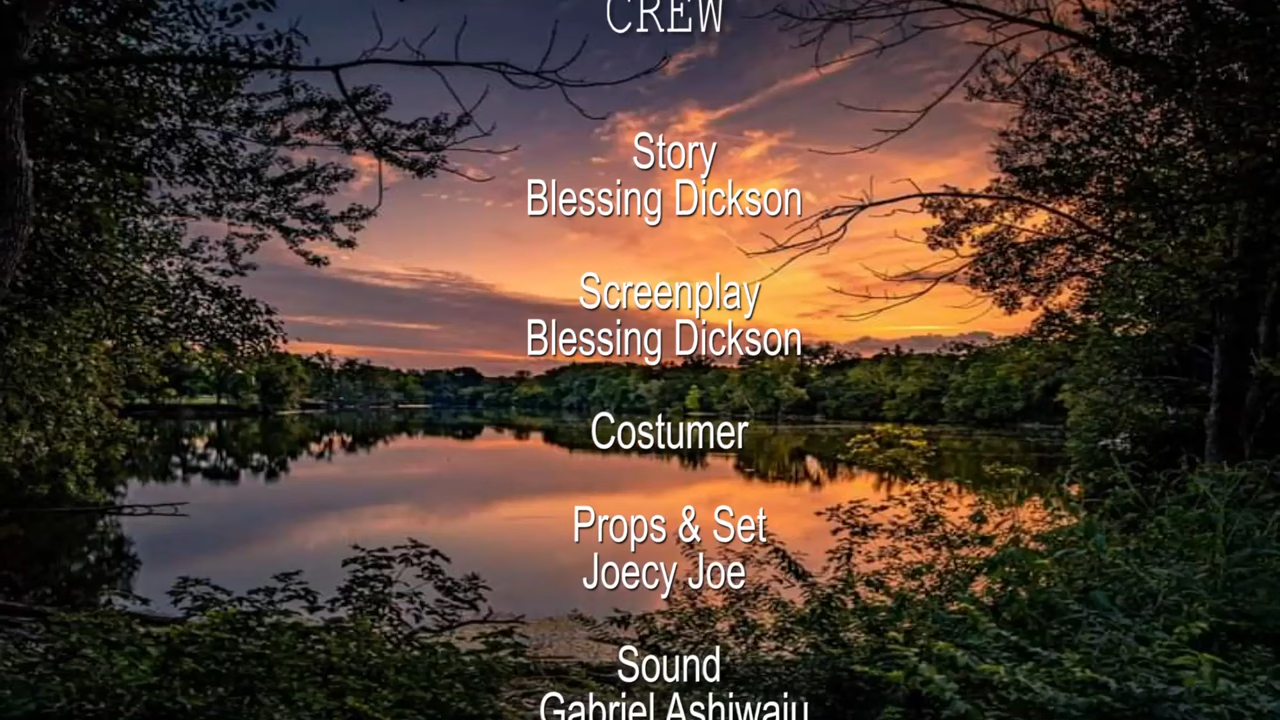 CREW
Story
Blessing Dickson
Screenplay
Blessing Dickson
Costumer
Props & Set
Joecy Joe
Sound
Gabriel Ashiwaju